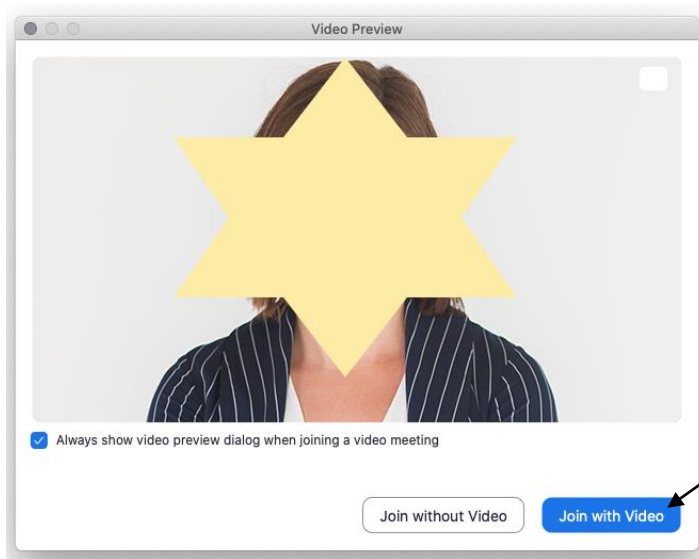 Video Preview
Always show video preview dialog when joining a video meeting
Join without Video
Join with Video